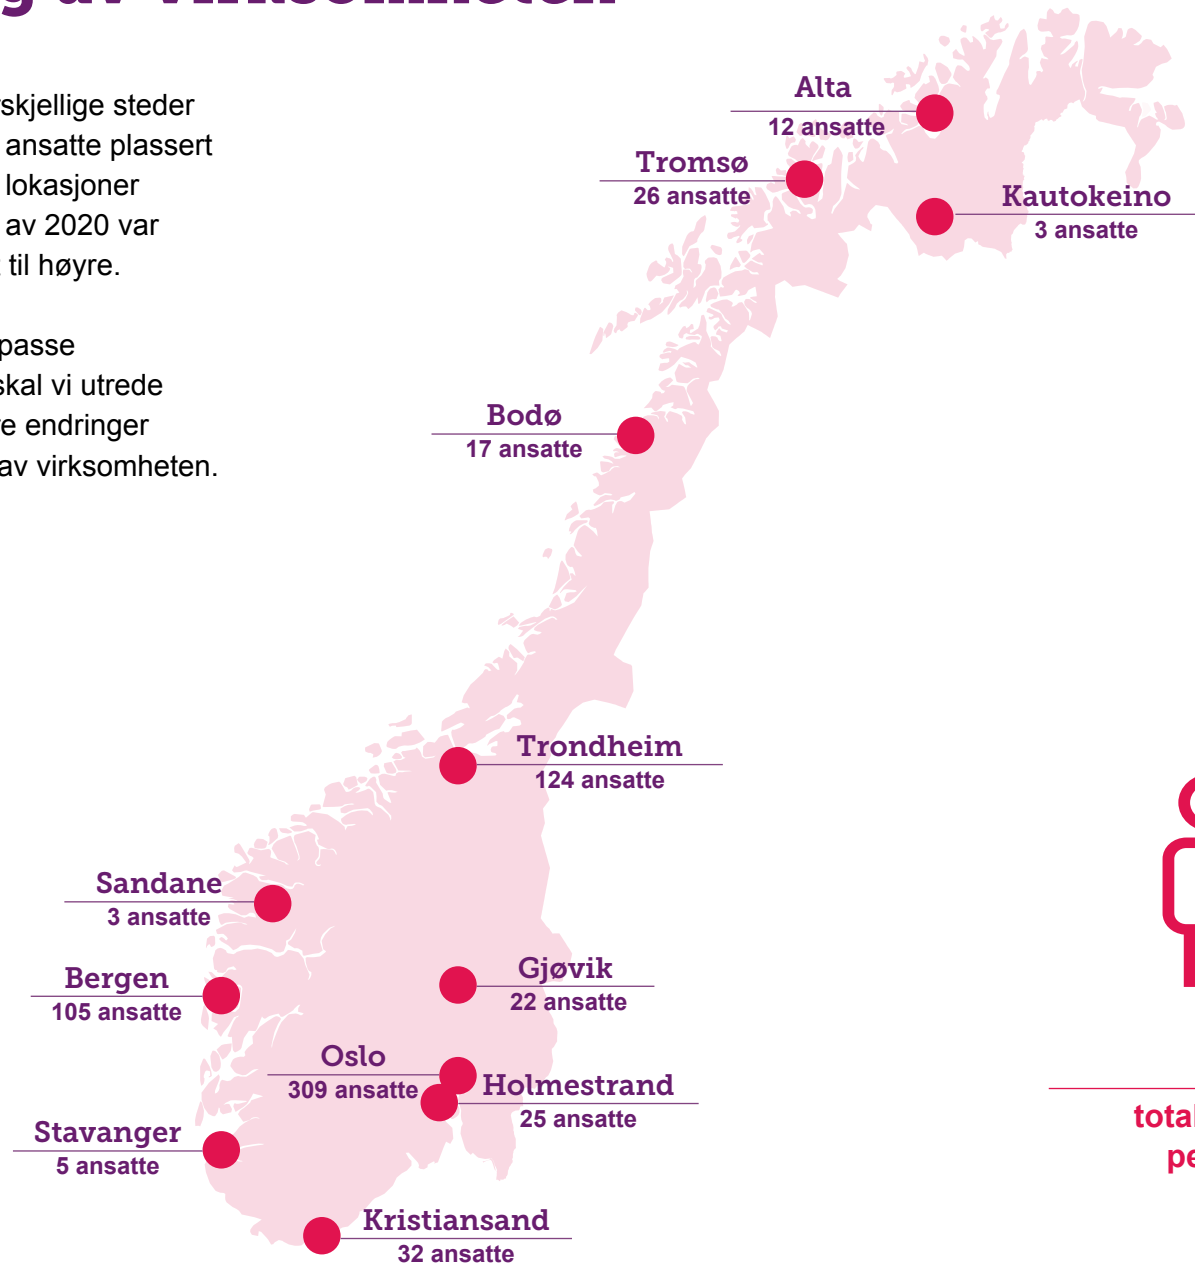 av virksomheten
skjellige steder
ansatte plassert
lokasjoner
av 2020 var
til høyre.
passe
skal vi utrede
endringer
av virksomheten.
Alta
12 ansatte
Tromsø
26 ansatte
Kautokeino
3 ansatte
Bodø
17 ansatte
Trondheim
124 ansatte
Sandane
3 ansatte
Bergen
105 ansatte
Gjøvik
22 ansatte
Oslo
309 ansatte
Holmestrand
25 ansatte
Stavanger
5 ansatte
Kristiansand
32 ansatte
total
pe